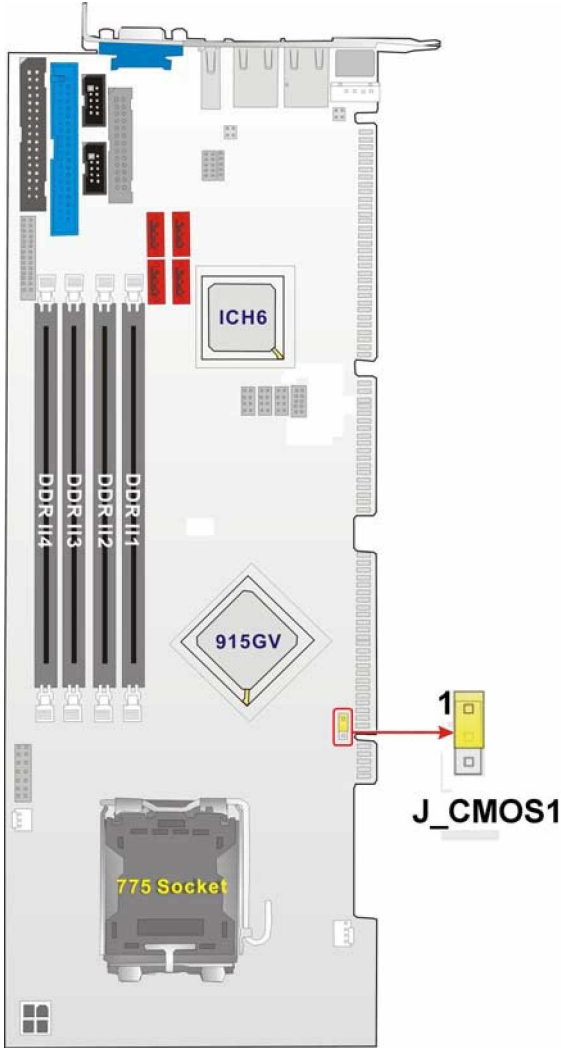 ICH6
DDR II4
DDR II3
DDR II2
DDR II1
915GV
1
J_CMOS1
775 Socket